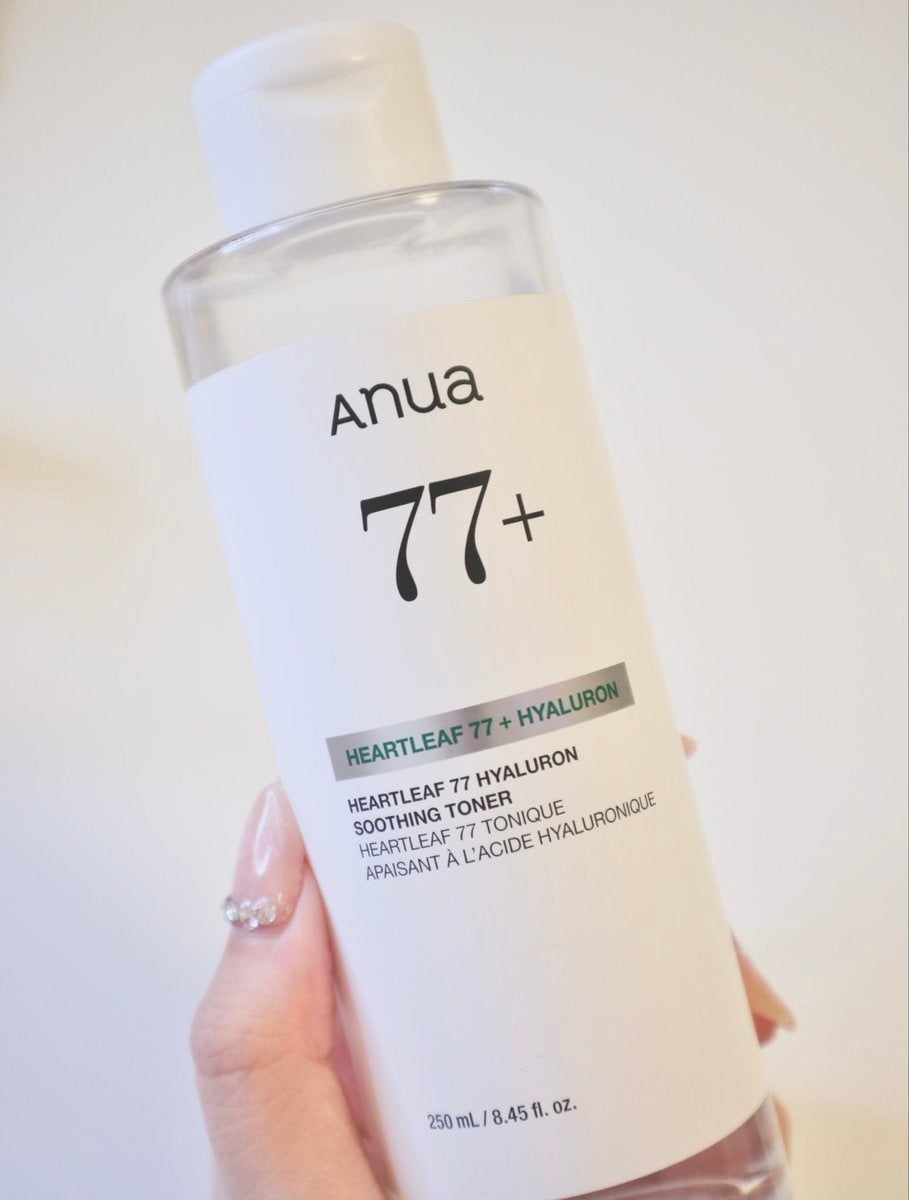 Anua
77+
HEARTLEAF 77 + HYALURON
HEARTLEAF 77 HYALURON
SOOTHING TONER
HEARTLEAF 77 TONIQUE
APAISANT À L'ACIDE HYALURONIQUE
250 mL / 8.45 fl. oz.